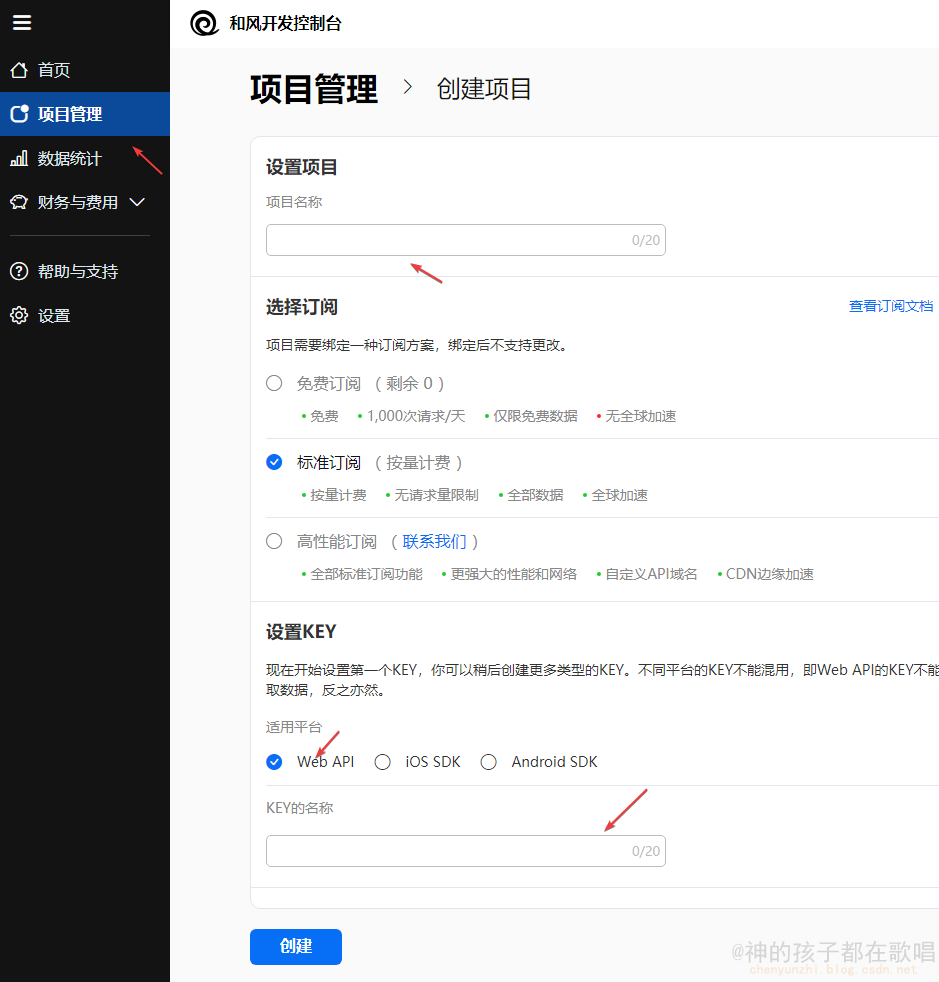 和风开发控制台
首页
项目管理
数据统计
财务与费用
帮助与支持
设置
项目管理 > 创建项目
设置项目
项目名称
0/20
选择订阅 查看订阅文档
项目需要绑定一种订阅方案，绑定后不支持更改。
免费订阅 （剩余 0）
• 免费 • 1,000次请求/天 • 仅限免费数据 • 无全球加速
标准订阅 （按量计费）
• 按量计费 • 无请求量限制 • 全部数据 • 全球加速
高性能订阅 （联系我们）
• 全部标准订阅功能 • 更强大的性能和网络 • 自定义API域名 • CDN边缘加速
设置KEY
现在开始设置第一个KEY，你可以稍后创建更多类型的KEY。不同平台的KEY不能混用，即Web API的KEY不能
取数据，反之亦然。
适用平台
Web API iOS SDK Android SDK
KEY的名称
0/20
创建
@神的孩子都在歌唱
chenyunzhi.blog.csdn.net